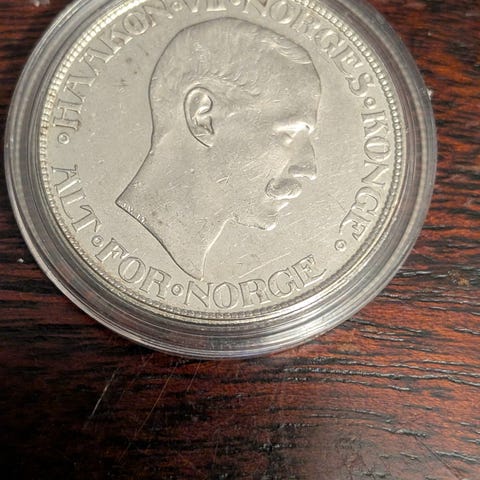 HAAKON · VII · NORGES · KONGE
ALT · FOR · NORGE